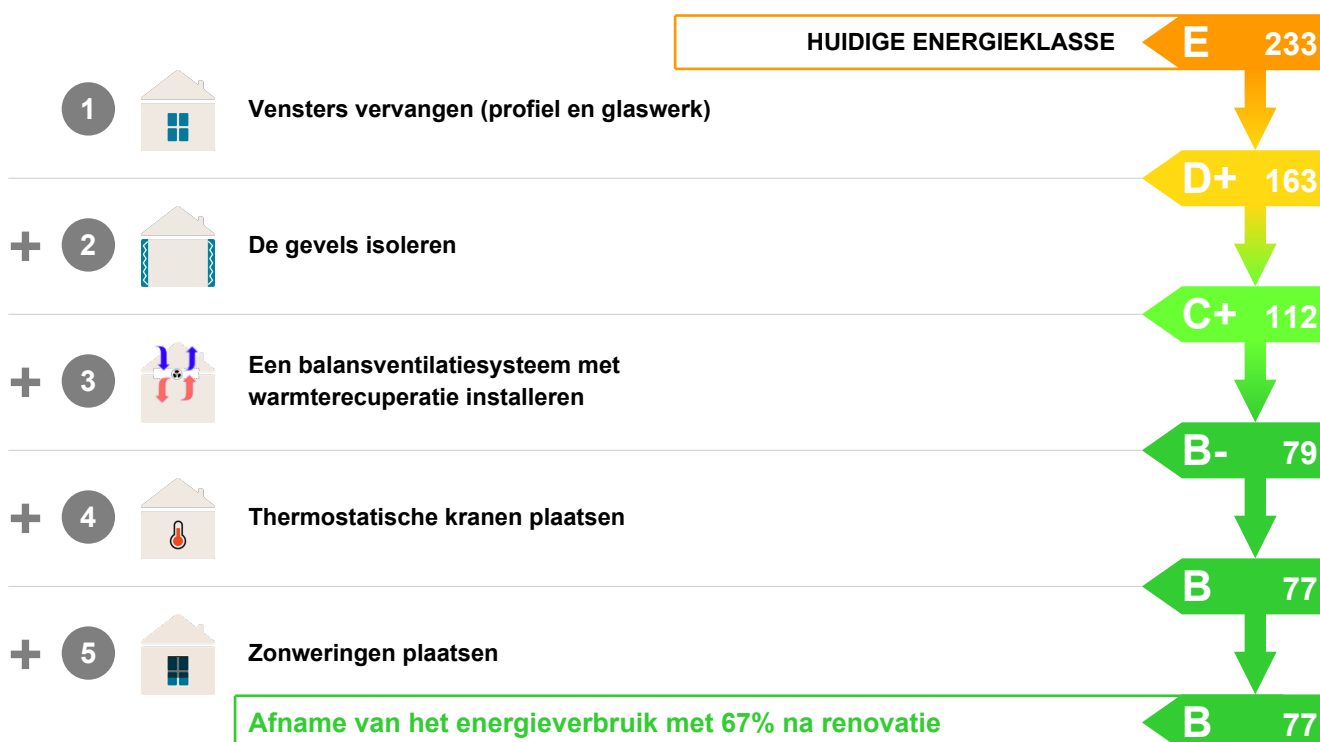 HUIDIGE ENERGIEKLASSE E 233
1 Vensters vervangen (profiel en glaswerk)
D+ 163
+ 2 De gevels isoleren
C+ 112
+ 3 Een balansventilatiesysteem met
warmterecuperatie installeren
B- 79
+ 4 Thermostatische kranen plaatsen
B 77
+ 5 Zonweringen plaatsen
Afname van het energieverbruik met 67% na renovatie B 77